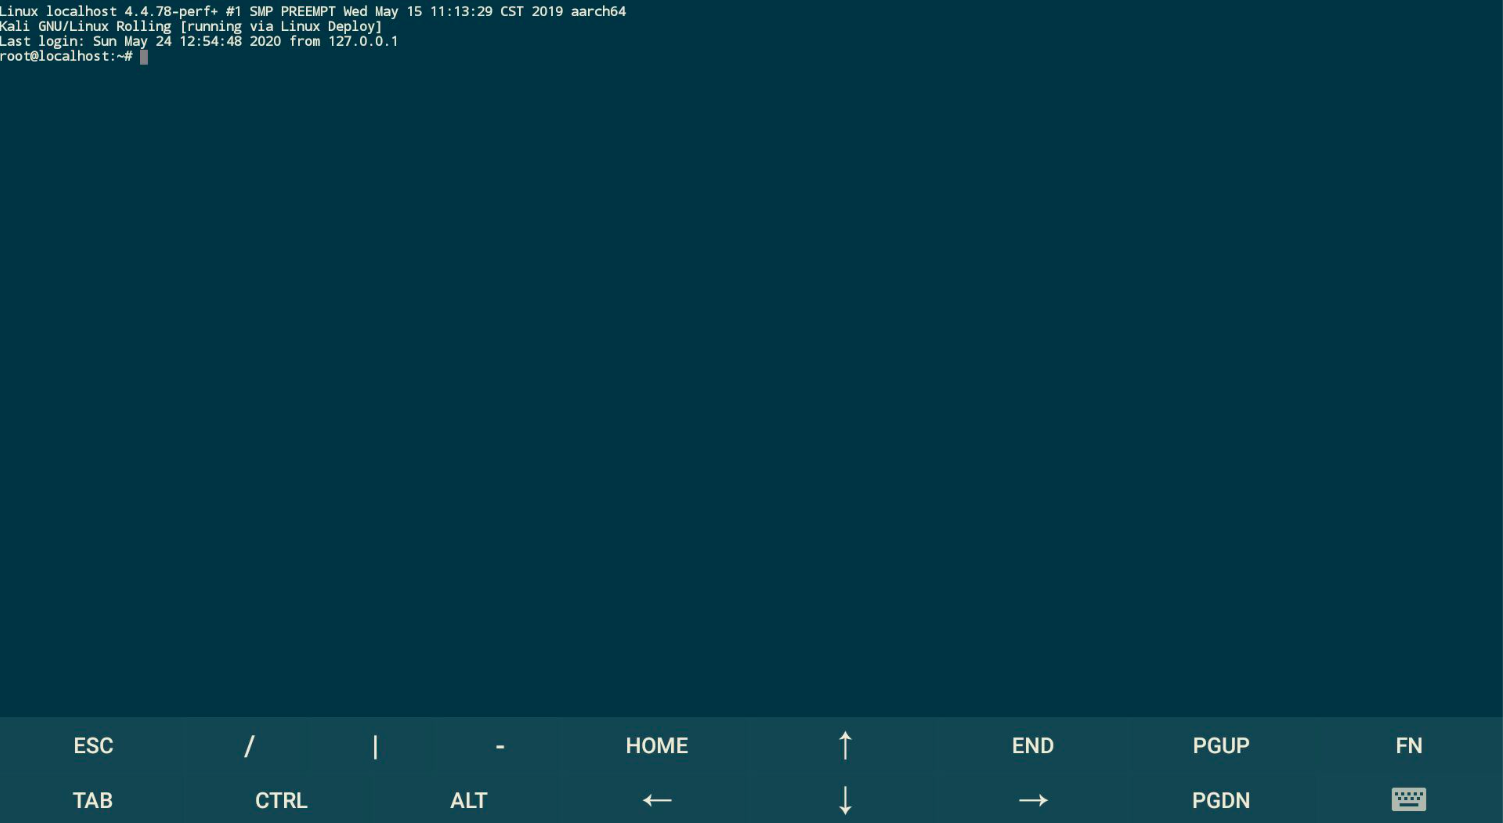 Linux localhost 4.4.78-perf+ #1 SMP PREEMPT Wed May 15 11:13:29 CST 2019 aarch64
Kali GNU/Linux Rolling [running via Linux Deploy]
Last login: Sun May 24 12:54:48 2020 from 127.0.0.1
root@localhost:~#
ESC / | - HOME ↑ END PGUP FN
TAB CTRL ALT ← ↓ → PGDN